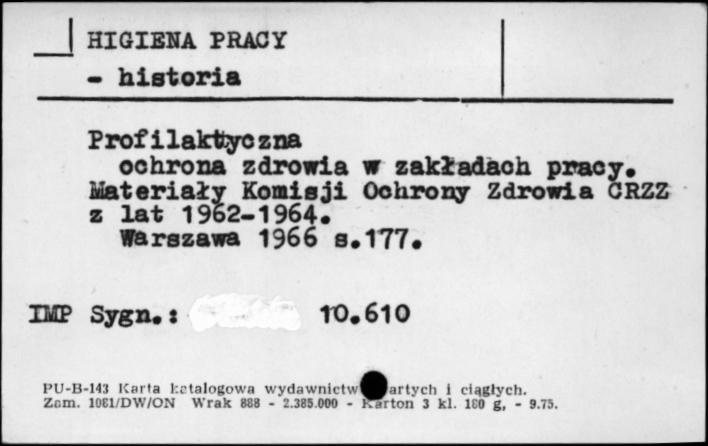 HIGIENA PRACY
- historia
Profilaktyczna
ochrona zdrowia w zakładach pracy.
Materiały Komisji Ochrony Zdrowia CRZZ
z lat 1962-1964.
Warszawa 1966 s.177.
IMP Sygn.: 10.610
PU-B-143 Karta katalogowa wydawnictw artych i ciągłych.
Zam. 1081/DW/ON Wrak 888 - 2.385.000 - Karton 3 kl. 180 g, - 9.75.